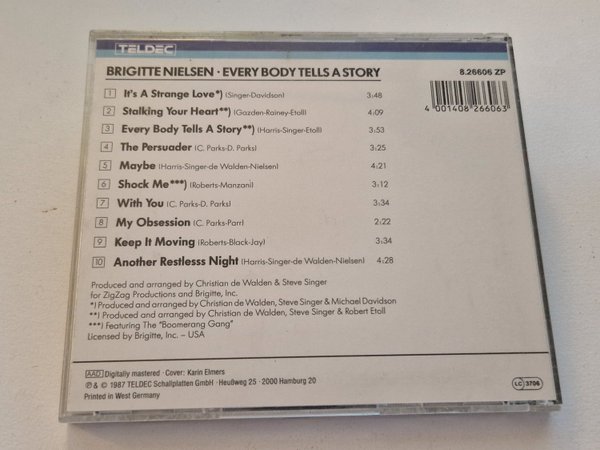 TELDEC
BRIGITTE NIELSEN · EVERY BODY TELLS A STORY 8.26606 ZP
1 It's A Strange Love*) (Singer-Davidson) 3:48
2 Stalking Your Heart**) (Gazden-Rainey-Etoll) 4:09
3 Every Body Tells A Story**) (Harris-Singer-Etoll) 3:53
4 The Persuader (C. Parks-D. Parks) 3:25
5 Maybe (Harris-Singer-de Walden-Nielsen) 4:21
6 Shock Me***) (Roberts-Manzani) 3:12
7 With You (C. Parks-D. Parks) 3:34
8 My Obsession (C. Parks-Parr) 2:22
9 Keep It Moving (Roberts-Black-Jay) 3:34
10 Another Restlesss Night (Harris-Singer-de Walden-Nielsen) 4:28
4 001408 266063
Produced and arranged by Christian de Walden & Steve Singer
for ZigZag Productions and Brigitte, Inc.
*) Produced and arranged by Christian de Walden, Steve Singer & Michael Davidson
**) Produced and arranged by Christian de Walden, Steve Singer & Robert Etoll
***) Featuring The "Boomerang Gang"
Licensed by Brigitte, Inc. – USA
AAD Digitally mastered · Cover: Karin Elmers
℗ & © 1987 TELDEC Schallplatten GmbH · Heußweg 25 · 2000 Hamburg 20
Printed in West Germany
LC 3706